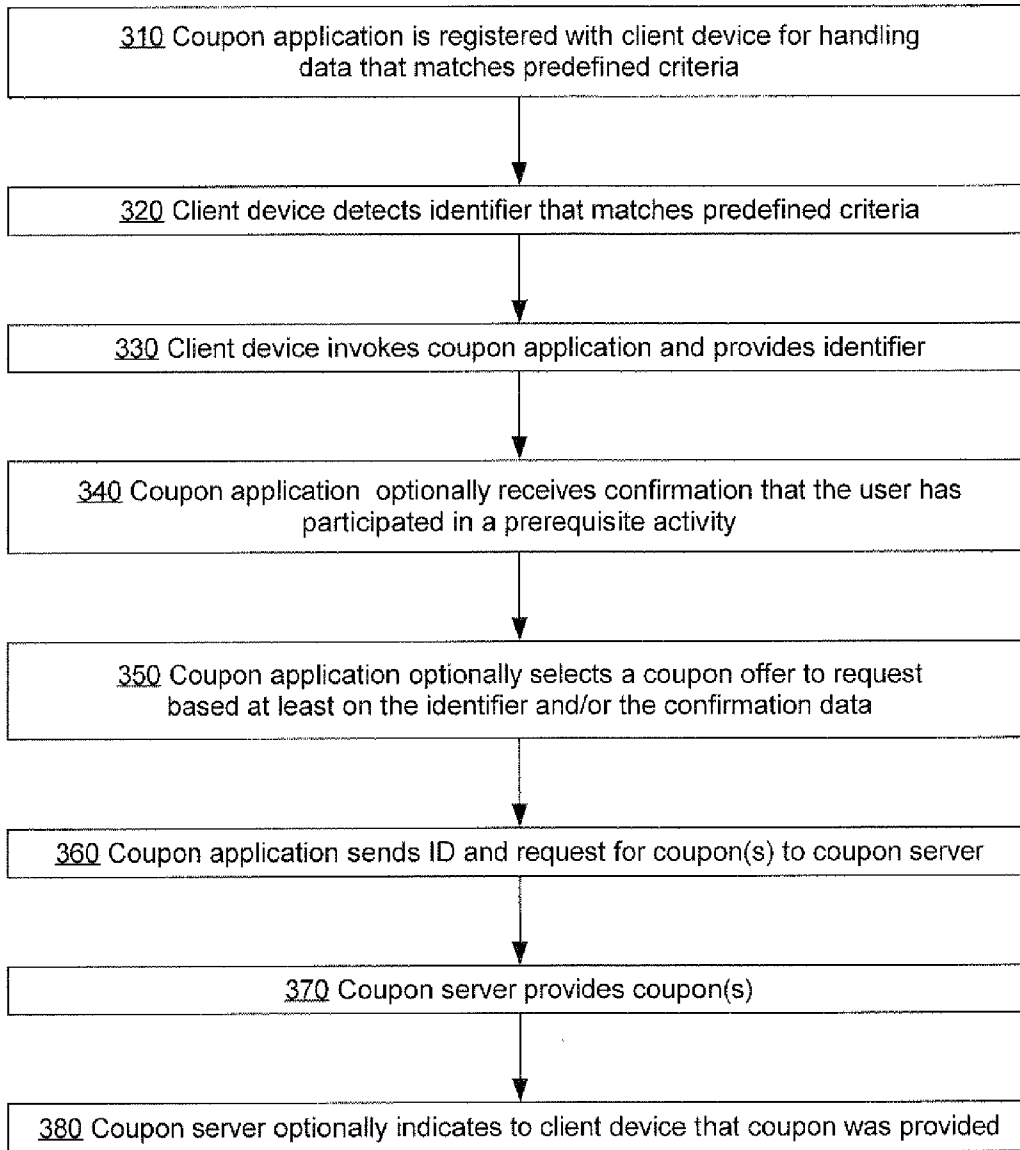 310 Coupon application is registered with client device for handling
data that matches predefined criteria
320 Client device detects identifier that matches predefined criteria
330 Client device invokes coupon application and provides identifier
340 Coupon application optionally receives confirmation that the user has
participated in a prerequisite activity
350 Coupon application optionally selects a coupon offer to request
based at least on the identifier and/or the confirmation data
360 Coupon application sends ID and request for coupon(s) to coupon server
370 Coupon server provides coupon(s)
380 Coupon server optionally indicates to client device that coupon was provided